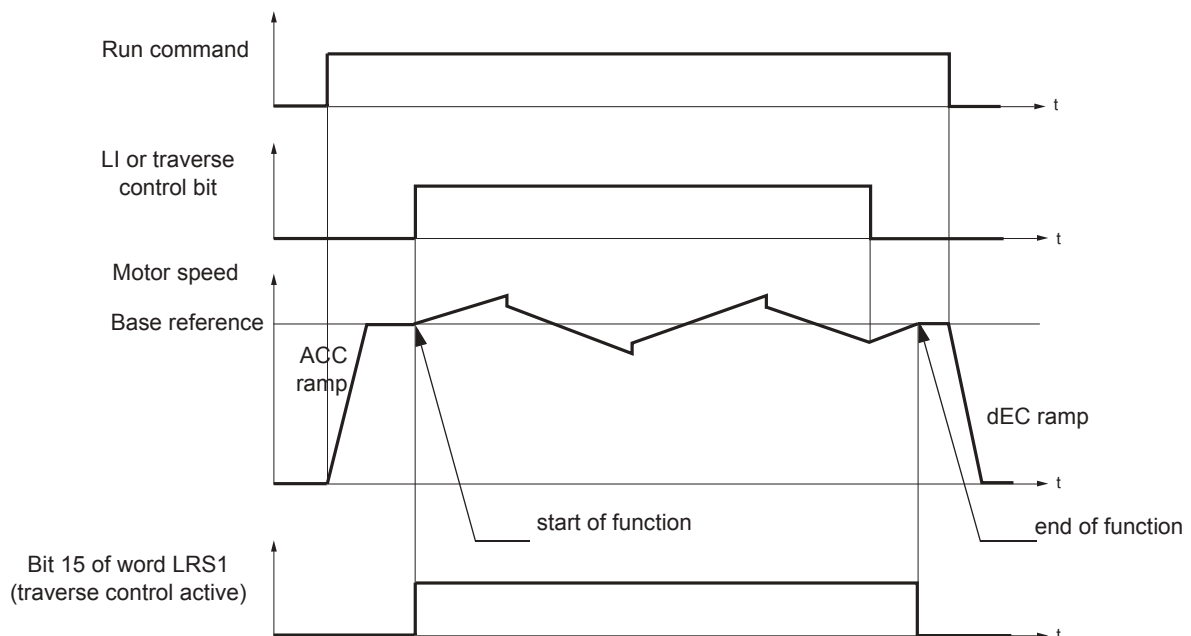 Run command
t
LI or traverse
control bit
t
Motor speed
Base reference
ACC
ramp
dEC ramp
t
start of function
end of function
Bit 15 of word LRS1
(traverse control active)
t